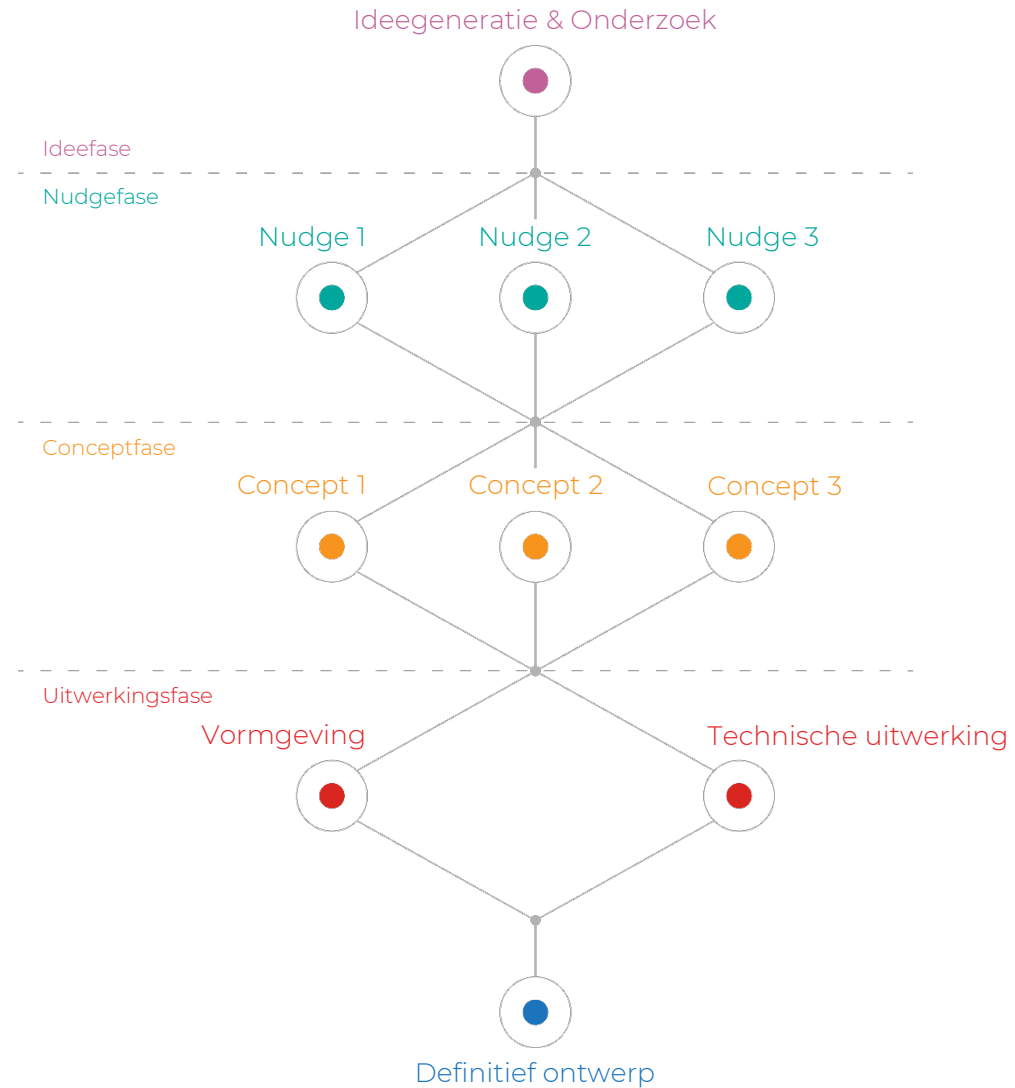 Ideegeneratie & Onderzoek
Ideefase
Nudgefase
Nudge 1
Nudge 2
Nudge 3
Conceptfase
Concept 1
Concept 2
Concept 3
Uitwerkingsfase
Vormgeving
Technische uitwerking
Definitief ontwerp